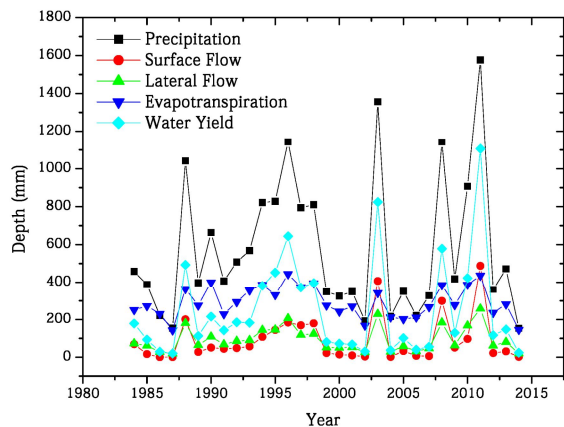 1800
1600
1400
1200
1000
800
600
400
200
0
Depth (mm)
Precipitation
Surface Flow
Lateral Flow
Evapotranspiration
Water Yield
1980 1985 1990 1995 2000 2005 2010 2015
Year